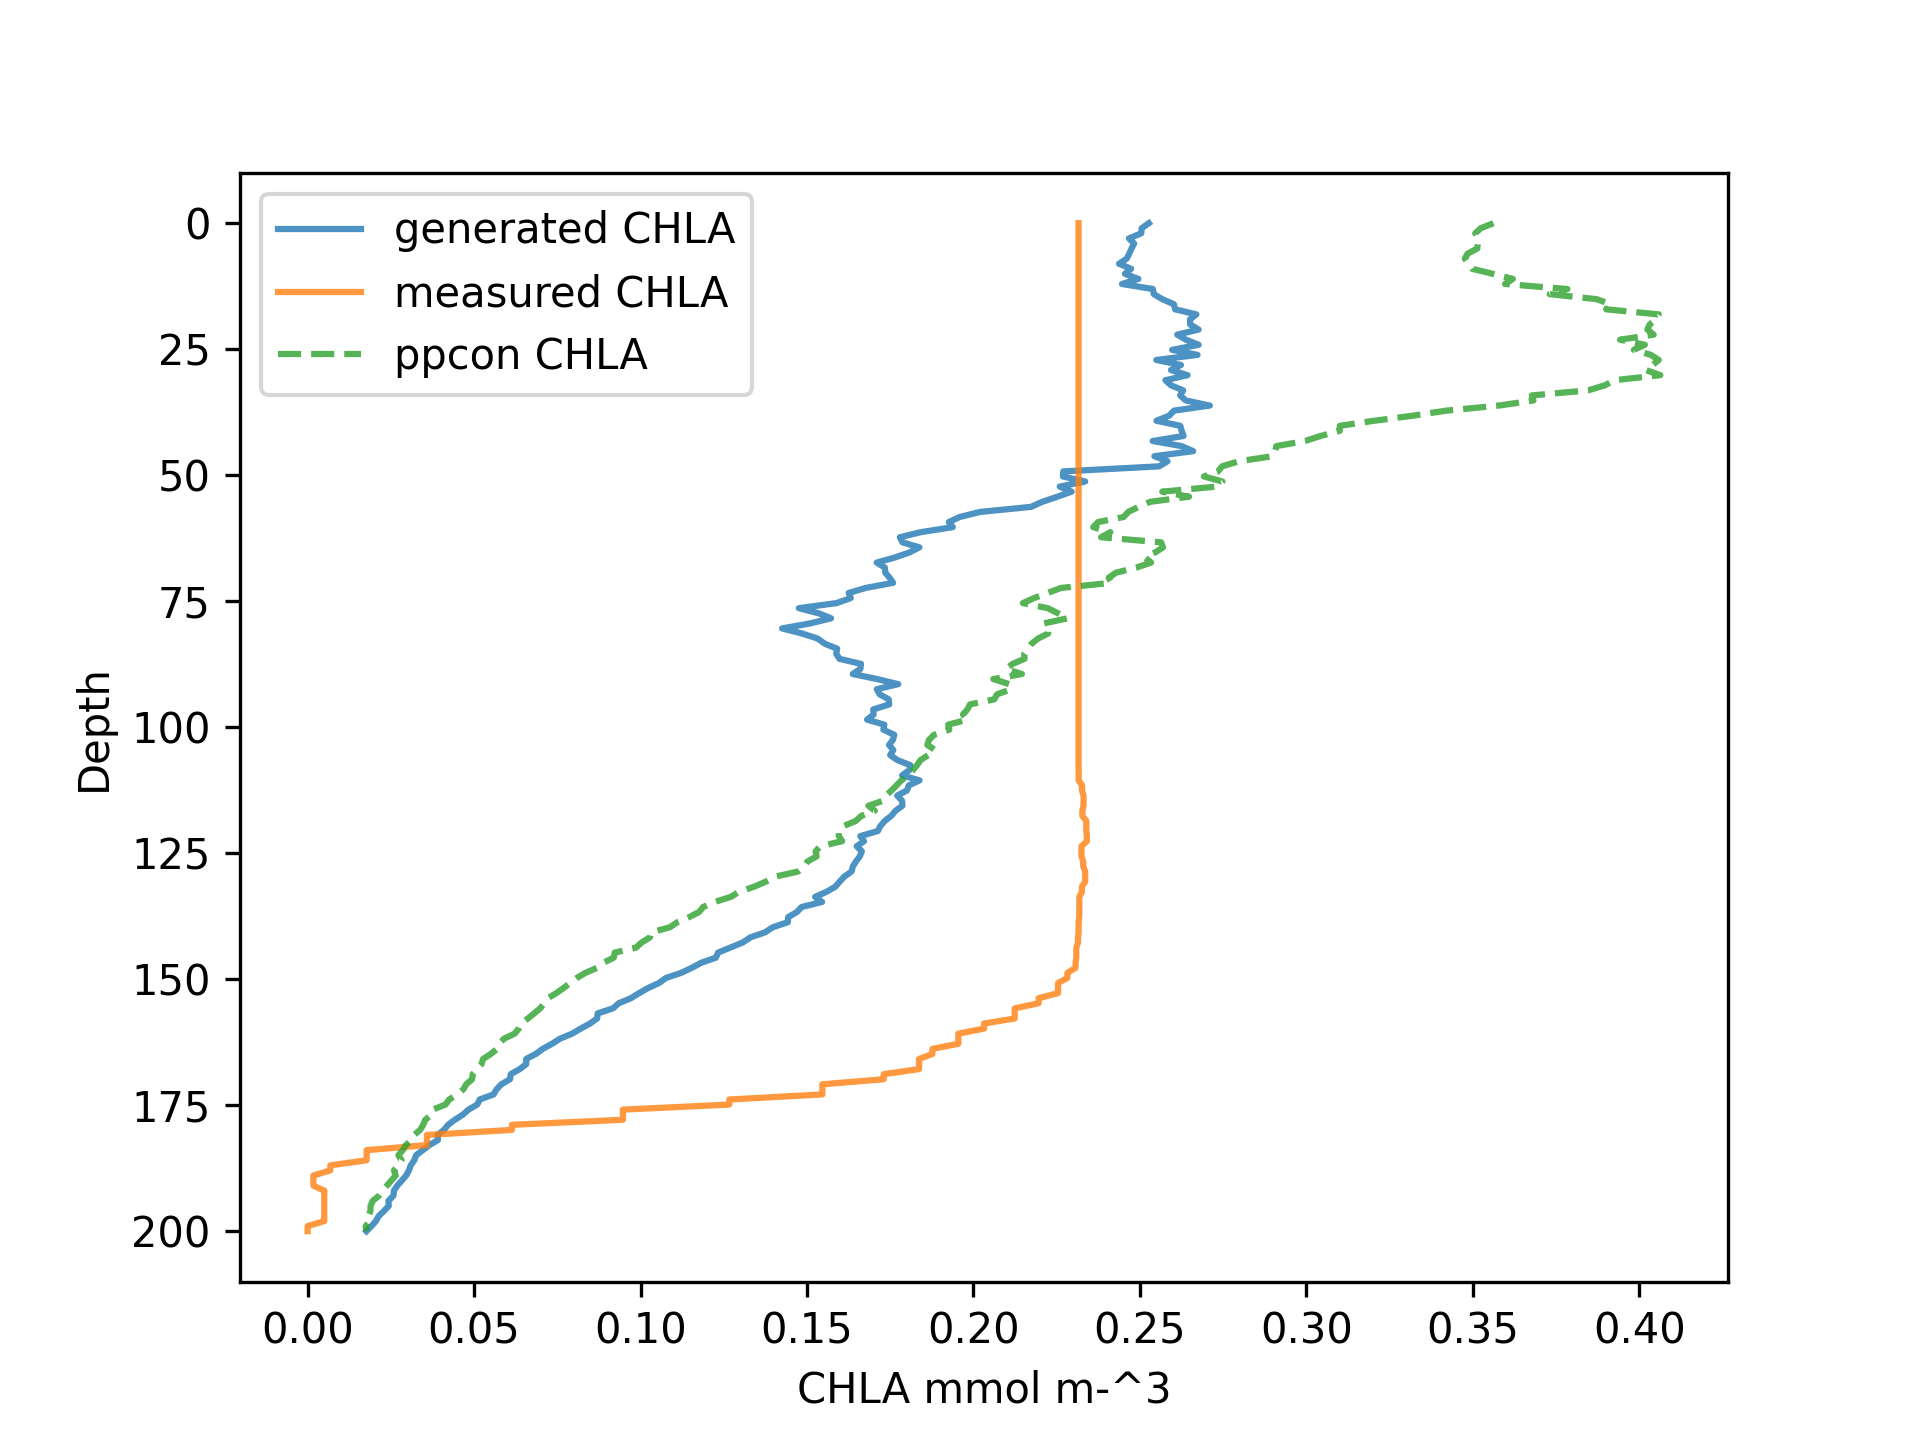 generated CHLA
measured CHLA
ppcon CHLA
Depth
0
25
50
75
100
125
150
175
200
0.00 0.05 0.10 0.15 0.20 0.25 0.30 0.35 0.40
CHLA mmol m-^3